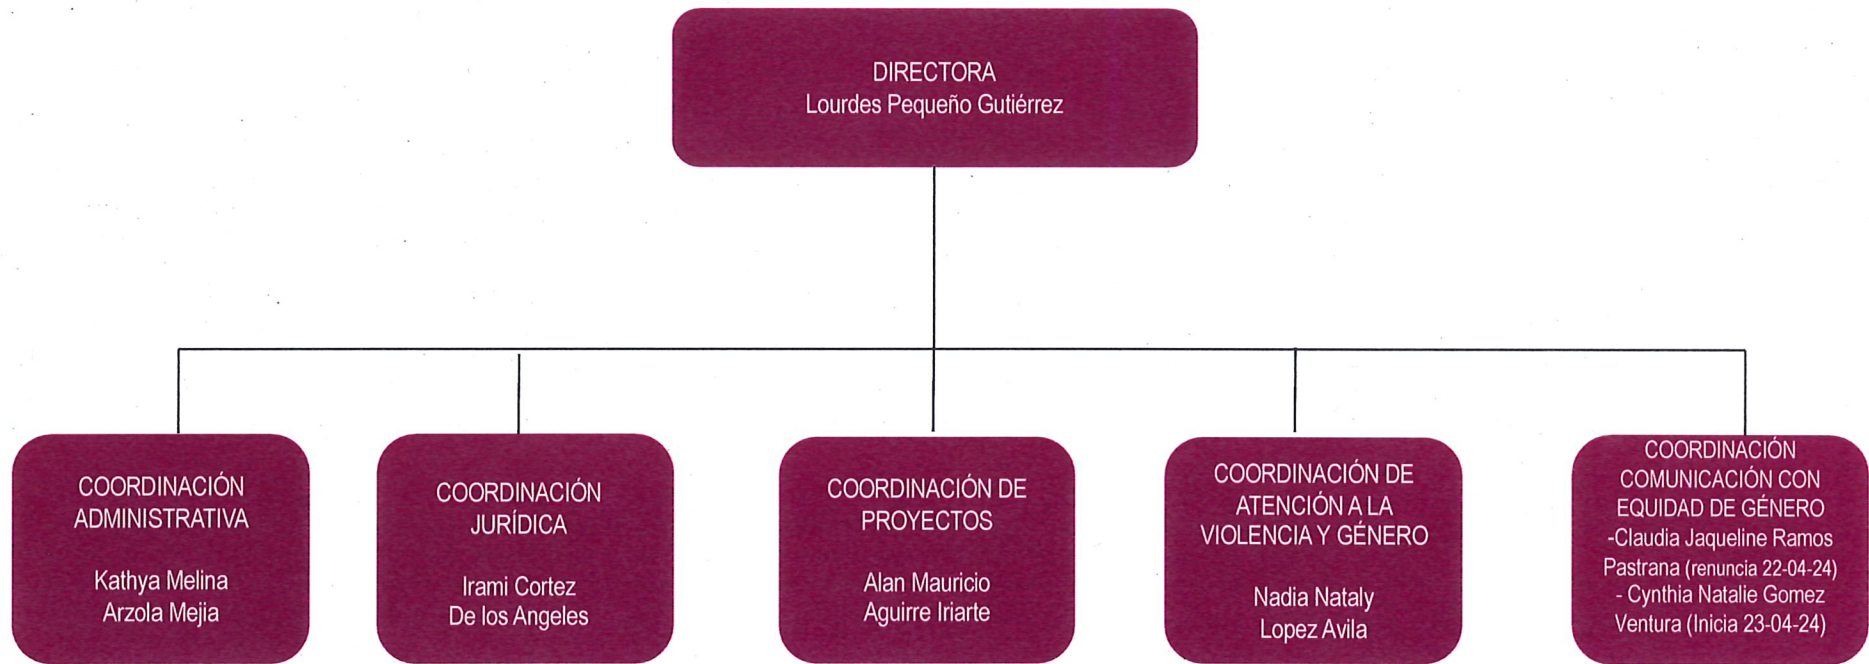 DIRECTORA
Lourdes Pequeño Gutiérrez
COORDINACIÓN
ADMINISTRATIVA
Kathya Melina
Arzola Mejia
COORDINACIÓN
JURÍDICA
Irami Cortez
De los Angeles
COORDINACIÓN DE
PROYECTOS
Alan Mauricio
Aguirre Iriarte
COORDINACIÓN DE
ATENCIÓN A LA
VIOLENCIA Y GÉNERO
Nadia Nataly
Lopez Avila
COORDINACIÓN
COMUNICACIÓN CON
EQUIDAD DE GÉNERO
-Claudia Jaqueline Ramos
Pastrana (renuncia 22-04-24)
- Cynthia Natalie Gomez
Ventura (Inicia 23-04-24)